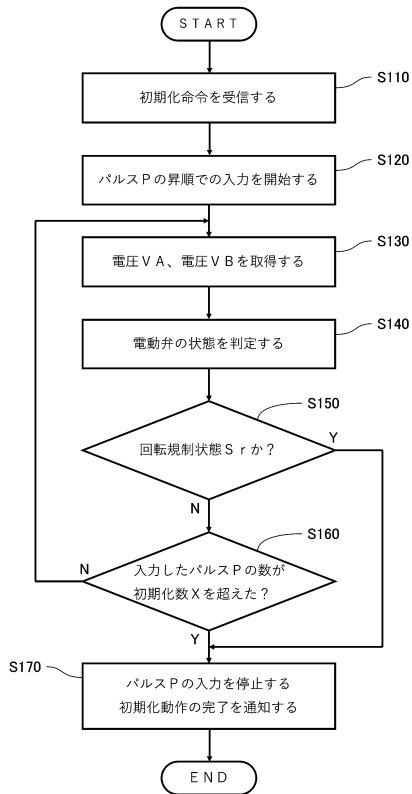 START
S110
初期化命令を受信する
S120
パルスPの昇順での入力を開始する
S130
電圧VA、電圧VBを取得する
S140
電動弁の状態を判定する
S150
回転規制状態Srか?
Y
N
S160
入力したパルスPの数が
初期化数Xを超えた?
N
Y
S170
パルスPの入力を停止する
初期化動作の完了を通知する
END